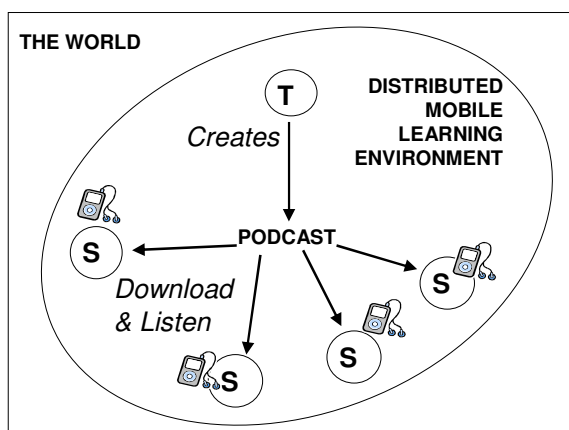 THE WORLD
T
DISTRIBUTED
MOBILE
LEARNING
ENVIRONMENT
Creates
PODCAST
S
S
Download
& Listen
S
S